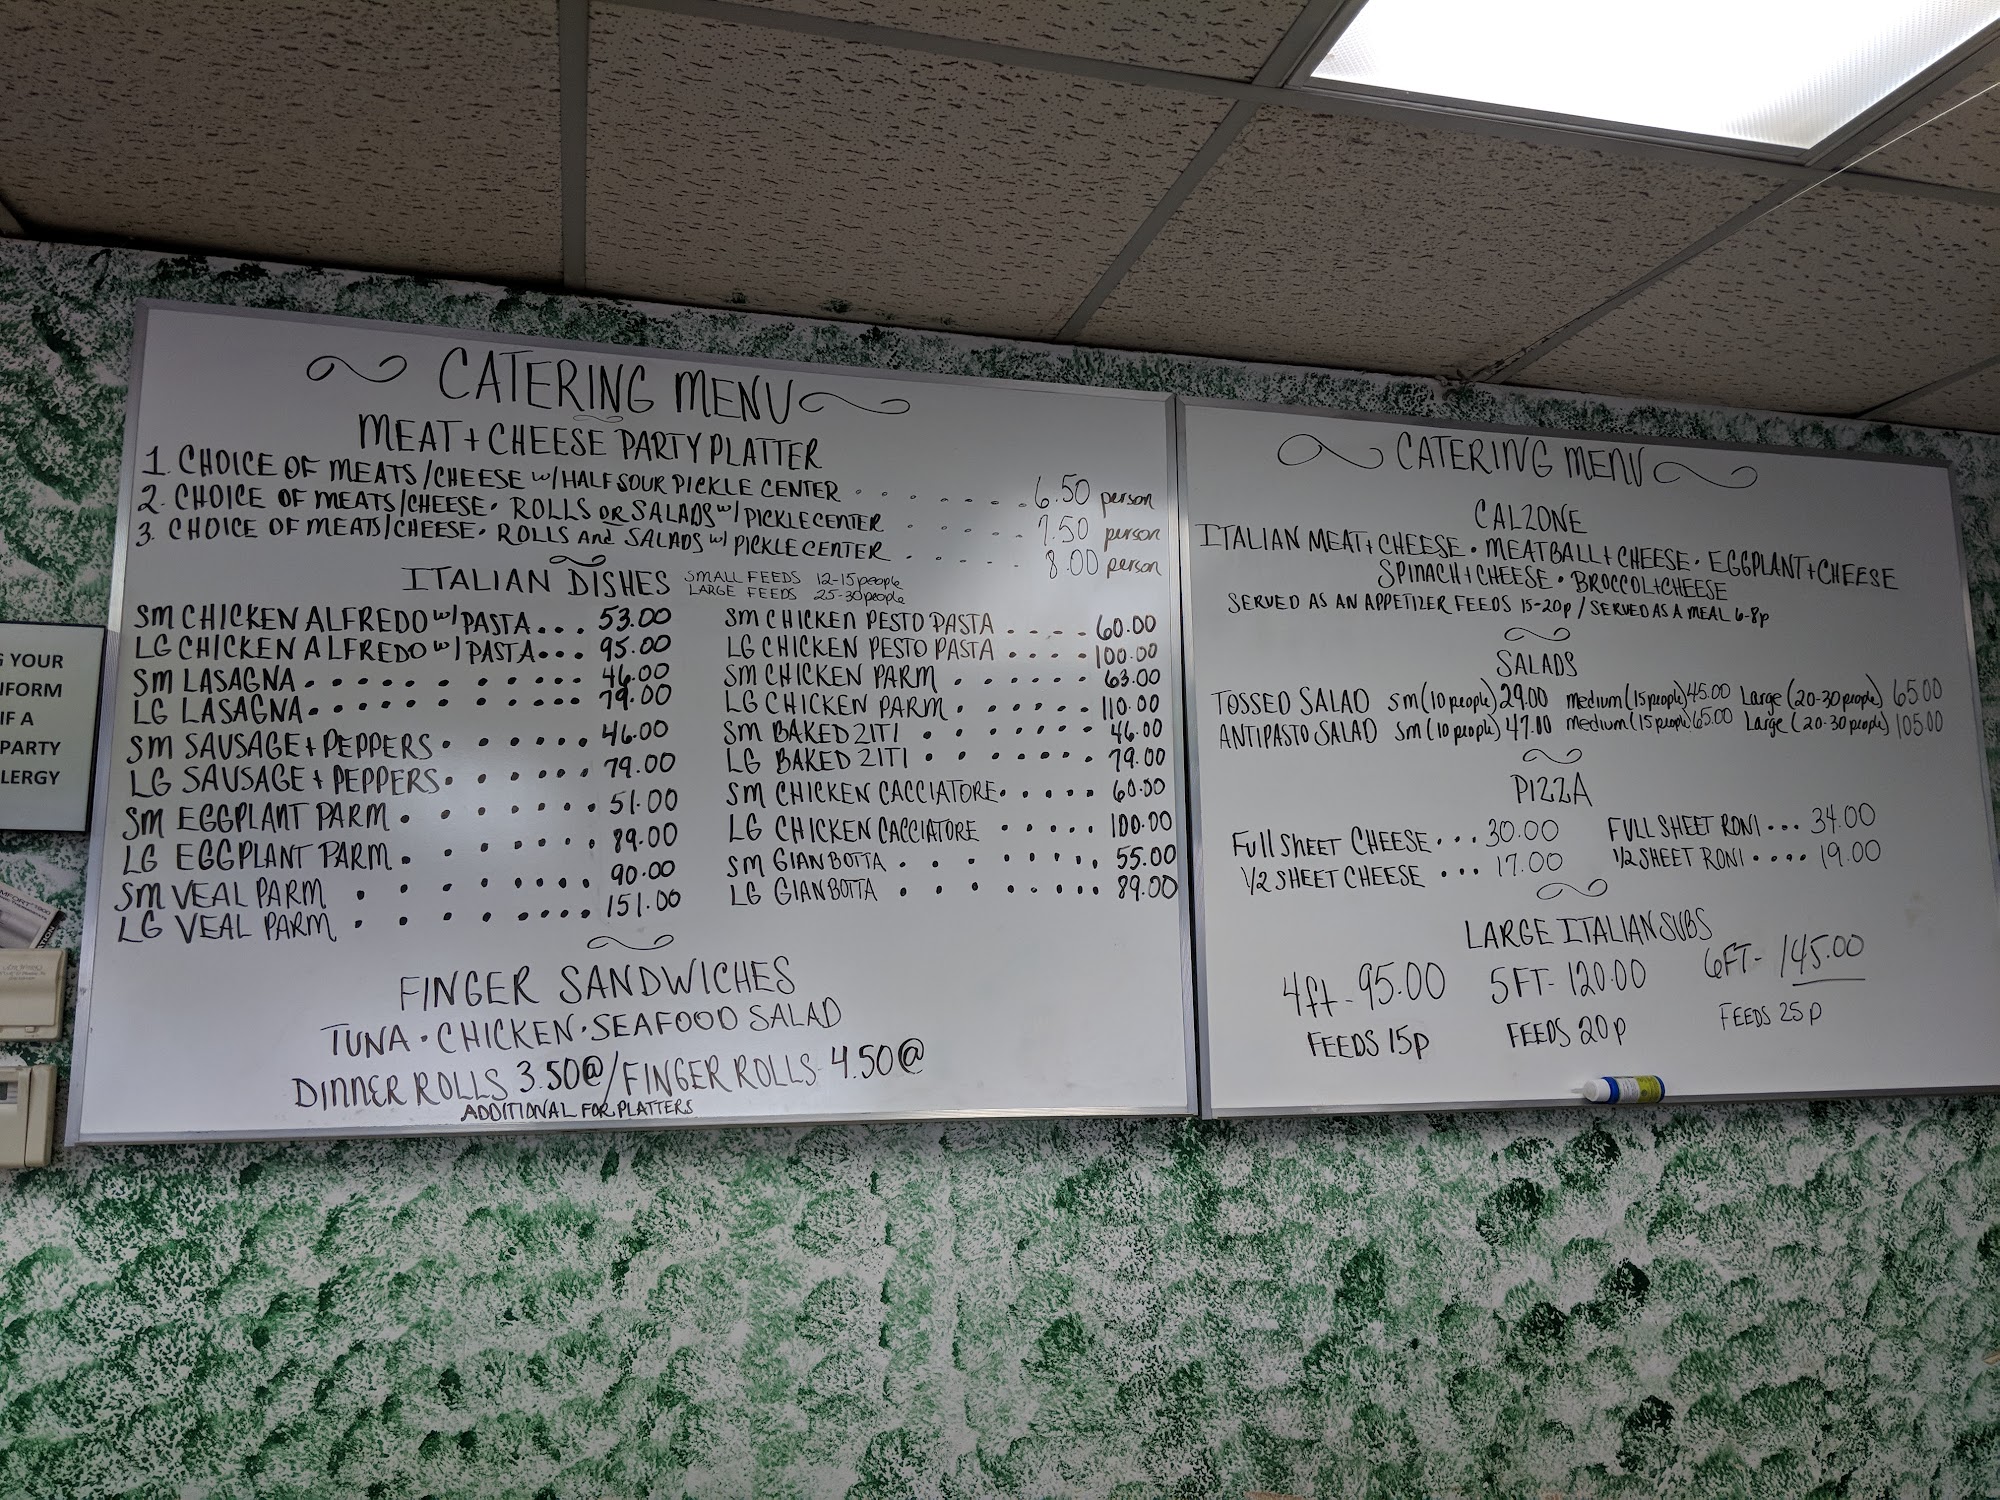 CATERING MENU
MEAT + CHEESE PARTY PLATTER
1. CHOICE OF MEATS/CHEESE w/HALF SOUR PICKLE CENTER . . . . . . . 6.50 person
2. CHOICE OF MEATS/CHEESE • ROLLS OR SALADS w/ PICKLE CENTER . . . . . 7.50 person
3. CHOICE OF MEATS/CHEESE • ROLLS And SALADS w/ PICKLE CENTER . . . . . 8.00 person
ITALIAN DISHES SMALL FEEDS 12-15 people
LARGE FEEDS 25-30 people
SM CHICKEN ALFREDO w/ PASTA... 53.00
LG CHICKEN ALFREDO w/ PASTA... 95.00
SM LASAGNA . . . . . . . . . . 46.00
LG LASAGNA . . . . . . . . . . 79.00
SM SAUSAGE + PEPPERS . . . . . . 46.00
LG SAUSAGE + PEPPERS . . . . . . 79.00
SM EGGPLANT PARM . . . . . . . 51.00
LG EGGPLANT PARM . . . . . . . 89.00
SM VEAL PARM . . . . . . . . 90.00
LG VEAL PARM . . . . . . . . 151.00
SM CHICKEN PESTO PASTA . . . . 60.00
LG CHICKEN PESTO PASTA . . . . 100.00
SM CHICKEN PARM . . . . . . 63.00
LG CHICKEN PARM . . . . . . 110.00
SM BAKED ZITI . . . . . . . 46.00
LG BAKED ZITI . . . . . . . 79.00
SM CHICKEN CACCIATORE . . . . . 60.00
LG CHICKEN CACCIATORE . . . . . 100.00
SM GIANBOTTA . . . . . . . 55.00
LG GIANBOTTA . . . . . . . . 89.00
FINGER SANDWICHES
TUNA • CHICKEN • SEAFOOD SALAD
DINNER ROLLS 3.50@/FINGER ROLLS 4.50@
ADDITIONAL FOR PLATTERS
CATERING MENU
CALZONE
ITALIAN MEAT + CHEESE • MEATBALL + CHEESE • EGGPLANT + CHEESE
SPINACH + CHEESE • BROCCOLI + CHEESE
SERVED AS AN APPETIZER FEEDS 15-20p / SERVED AS A MEAL 6-8p
SALADS
TOSSED SALAD SM (10 people) 29.00 Medium (15 people) 45.00 Large (20-30 people) 65.00
ANTIPASTO SALAD SM (10 people) 47.00 Medium (15 people) 65.00 Large (20-30 people) 105.00
PIZZA
Full SHEET CHEESE... 30.00 FULL SHEET RONI... 34.00
1/2 SHEET CHEESE ... 17.00 1/2 SHEET RONI .... 19.00
LARGE ITALIAN SUBS
4ft - 95.00 5FT - 120.00 6FT - 145.00
FEEDS 15p FEEDS 20p FEEDS 25p
YOUR
IF A
PARTY